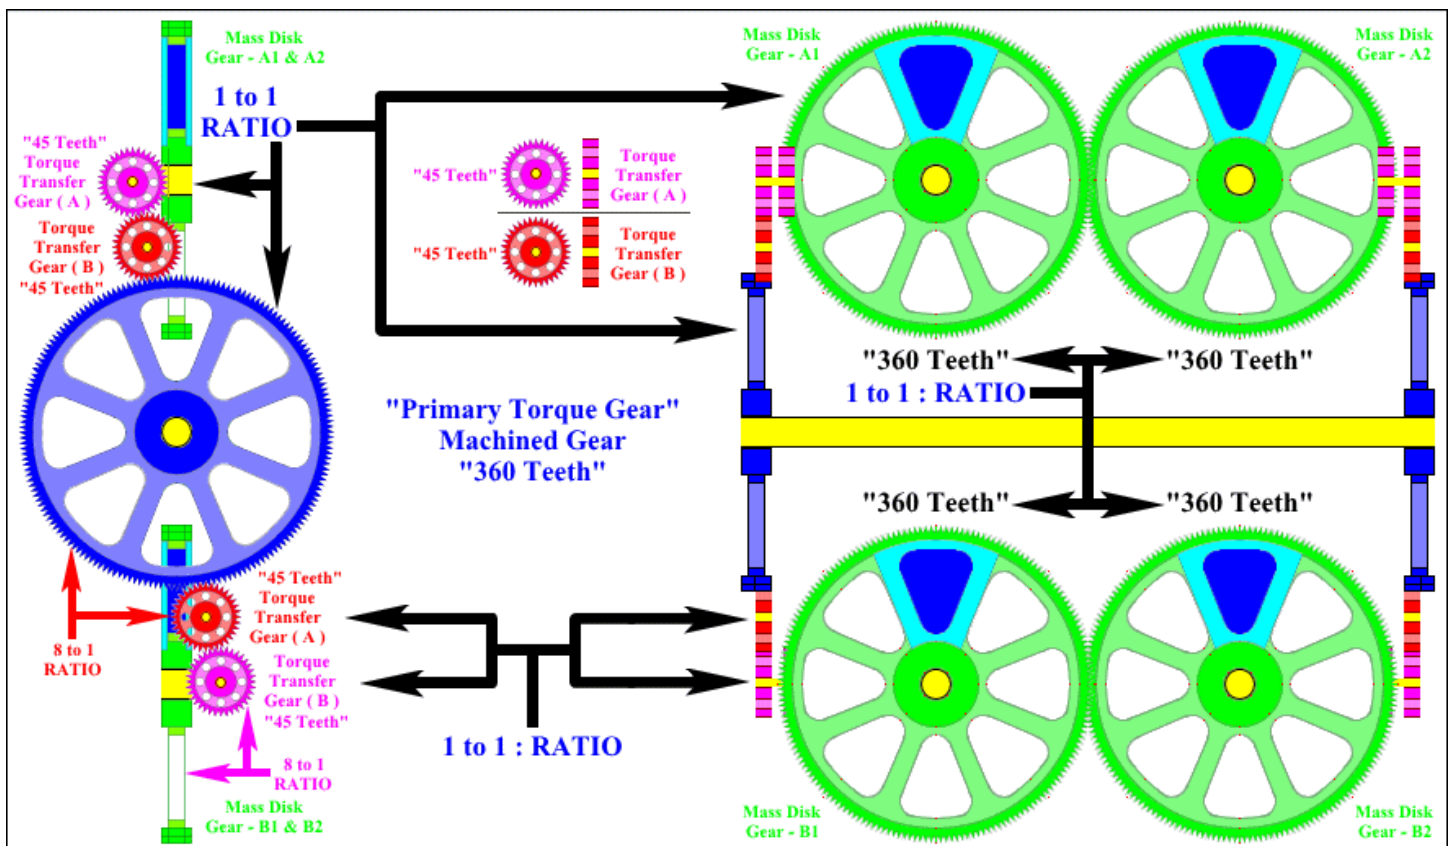 Mass Disk
Gear - A1 & A2
1 to 1
RATIO
"45 Teeth"
Torque
Transfer
Gear ( A )
Torque
Transfer
Gear ( B )
"45 Teeth"
"45 Teeth"
Torque
Transfer
Gear ( A )
"45 Teeth"
Torque
Transfer
Gear ( B )
Mass Disk
Gear - A1
Mass Disk
Gear - A2
"360 Teeth"
"360 Teeth"
1 to 1 : RATIO
"Primary Torque Gear"
Machined Gear
"360 Teeth"
"360 Teeth"
"360 Teeth"
"45 Teeth"
Torque
Transfer
Gear ( A )
8 to 1
RATIO
Torque
Transfer
Gear ( B )
"45 Teeth"
1 to 1 : RATIO
8 to 1
RATIO
Mass Disk
Gear - B1 & B2
Mass Disk
Gear - B1
Mass Disk
Gear - B2